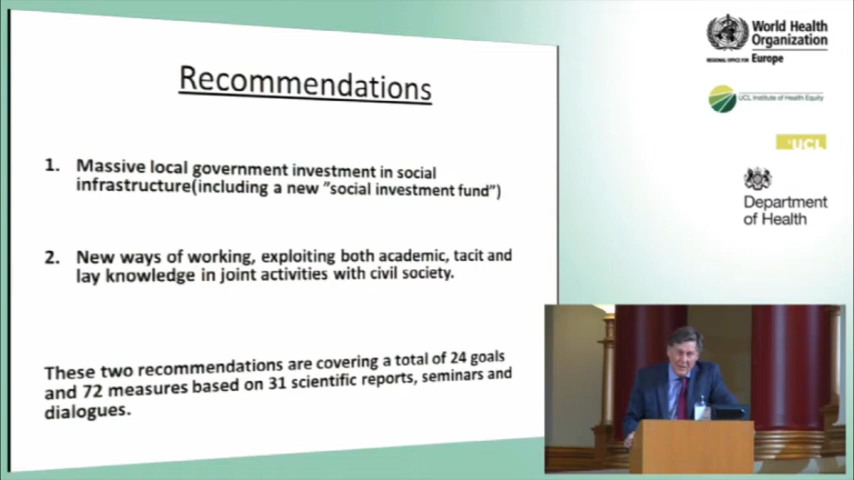 Recommendations
1. Massive local government investment in social
infrastructure(including a new ”social investment fund”)
2. New ways of working, exploiting both academic, tacit and
lay knowledge in joint activities with civil society.
These two recommendations are covering a total of 24 goals
and 72 measures based on 31 scientific reports, seminars and
dialogues.
World Health
Organization
REGIONAL OFFICE FOR Europe
UCL Institute of Health Equity
UCL
Department
of Health